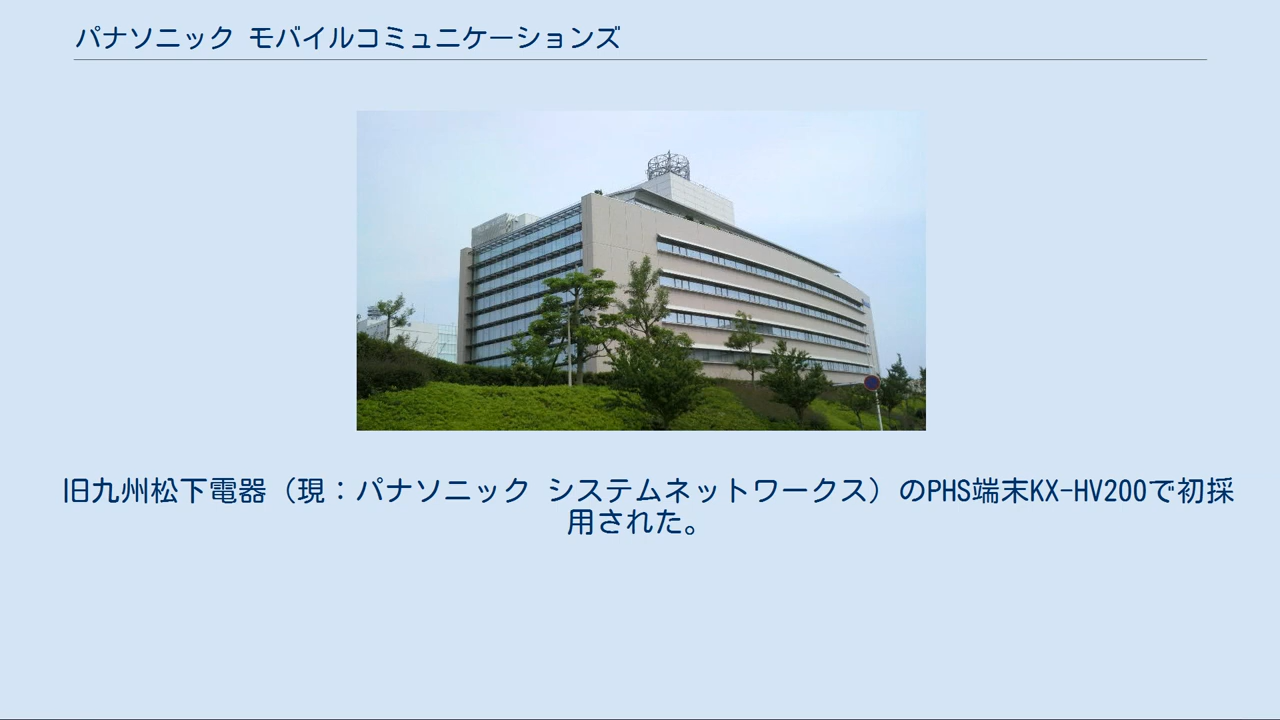 パナソニック モバイルコミュニケーションズ
旧九州松下電器（現：パナソニック システムネットワークス）のPHS端末KX-HV200で初採
用された。